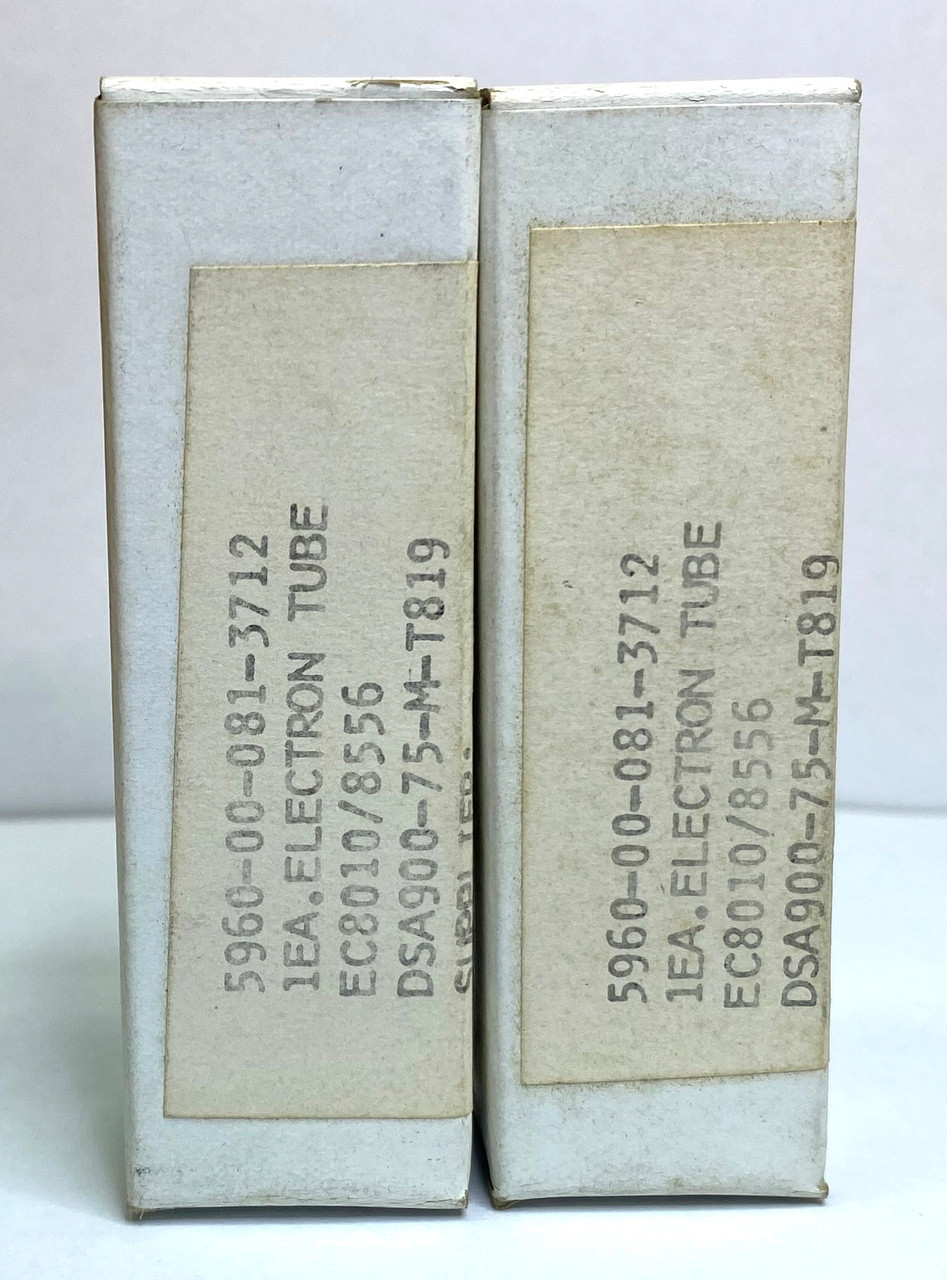 5960-00-081-3712
1EA.ELECTRON TUBE
EC8010/8556
DSA900-75-M-T819
5960-00-081-3712
1EA.ELECTRON TUBE
EC8010/8556
DSA900-75-M-T819